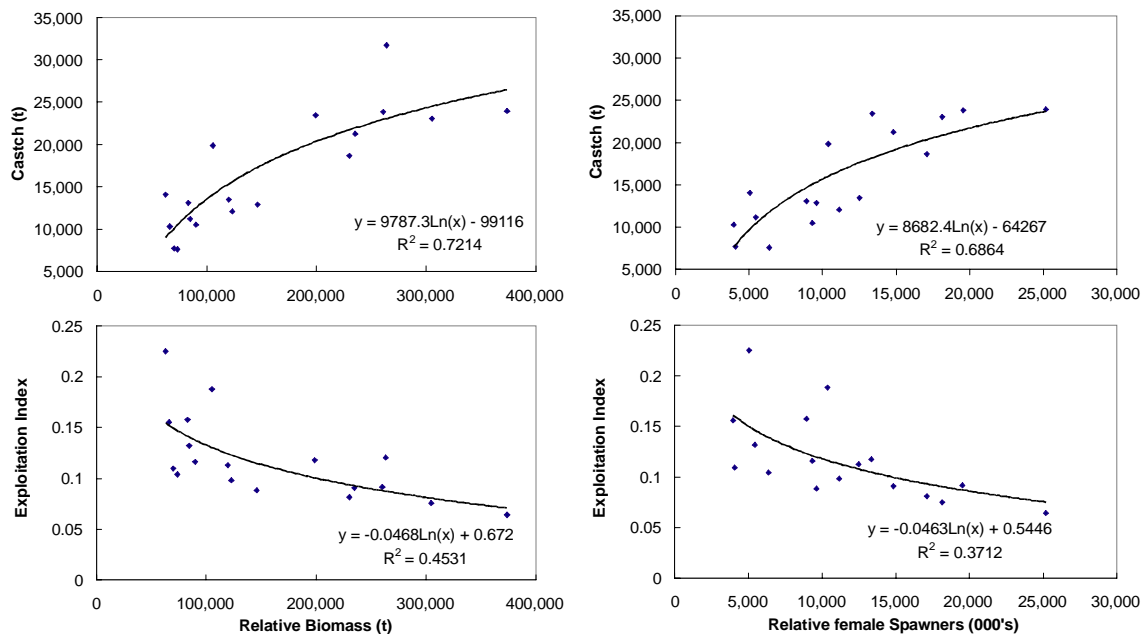 35,000
30,000
25,000
20,000
15,000
10,000
5,000
Castch (t)
y = 9787.3Ln(x) - 99116
R² = 0.7214
0 100,000 200,000 300,000 400,000
35,000
30,000
25,000
20,000
15,000
10,000
5,000
Castch (t)
y = 8682.4Ln(x) - 64267
R² = 0.6864
0 5,000 10,000 15,000 20,000 25,000 30,000
0.25
0.2
0.15
0.1
0.05
0
Exploitation Index
y = -0.0468Ln(x) + 0.672
R² = 0.4531
0 100,000 200,000 300,000 400,000
Relative Biomass (t)
0.25
0.2
0.15
0.1
0.05
0
Exploitation Index
y = -0.0463Ln(x) + 0.5446
R² = 0.3712
0 5,000 10,000 15,000 20,000 25,000 30,000
Relative female Spawners (000's)